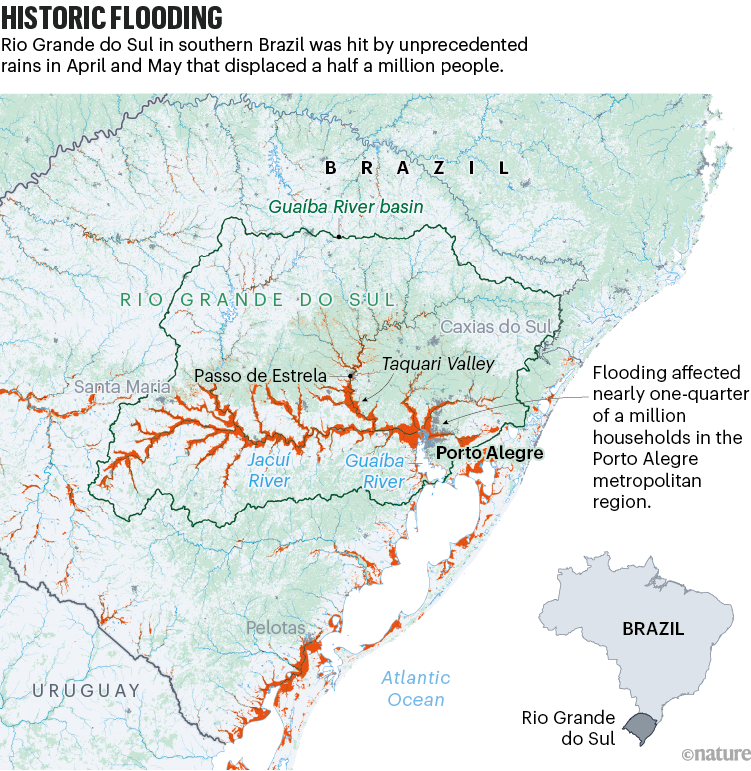 HISTORIC FLOODING
Rio Grande do Sul in southern Brazil was hit by unprecedented
rains in April and May that displaced a half a million people.
BRAZIL
Guaíba River basin
RIO GRANDE DO SUL
Caxias do Sul
Taquari Valley
Passo de Estrela
Santa Maria
Flooding affected
nearly one-quarter
of a million
households in the
Porto Alegre
metropolitan
region.
Porto Alegre
Jacuí
River
Guaíba
River
Pelotas
BRAZIL
Atlantic
Ocean
URUGUAY
Rio Grande
do Sul
©nature